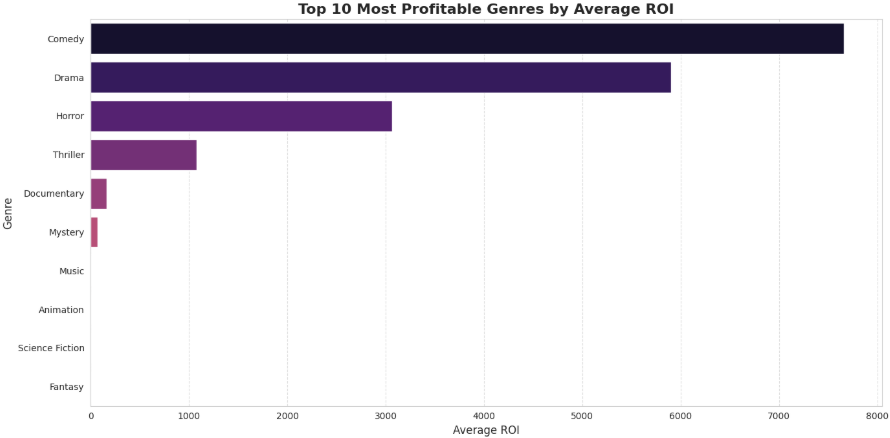 Top 10 Most Profitable Genres by Average ROI
Genre
Comedy
Drama
Horror
Thriller
Documentary
Mystery
Music
Animation
Science Fiction
Fantasy
0 1000 2000 3000 4000 5000 6000 7000 8000
Average ROI